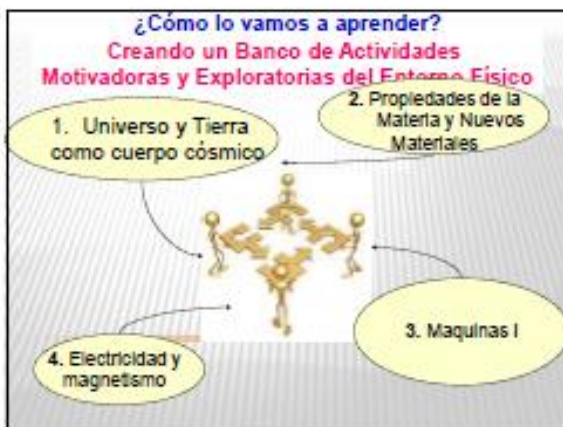 ¿Cómo lo vamos a aprender?
Creando un Banco de Actividades
Motivadoras y Exploratorias del Entorno Físico
1. Universo y Tierra
como cuerpo cósmico
2. Propiedades de la
Materia y Nuevos
Materiales
3. Maquinas I
4. Electricidad y
magnetismo